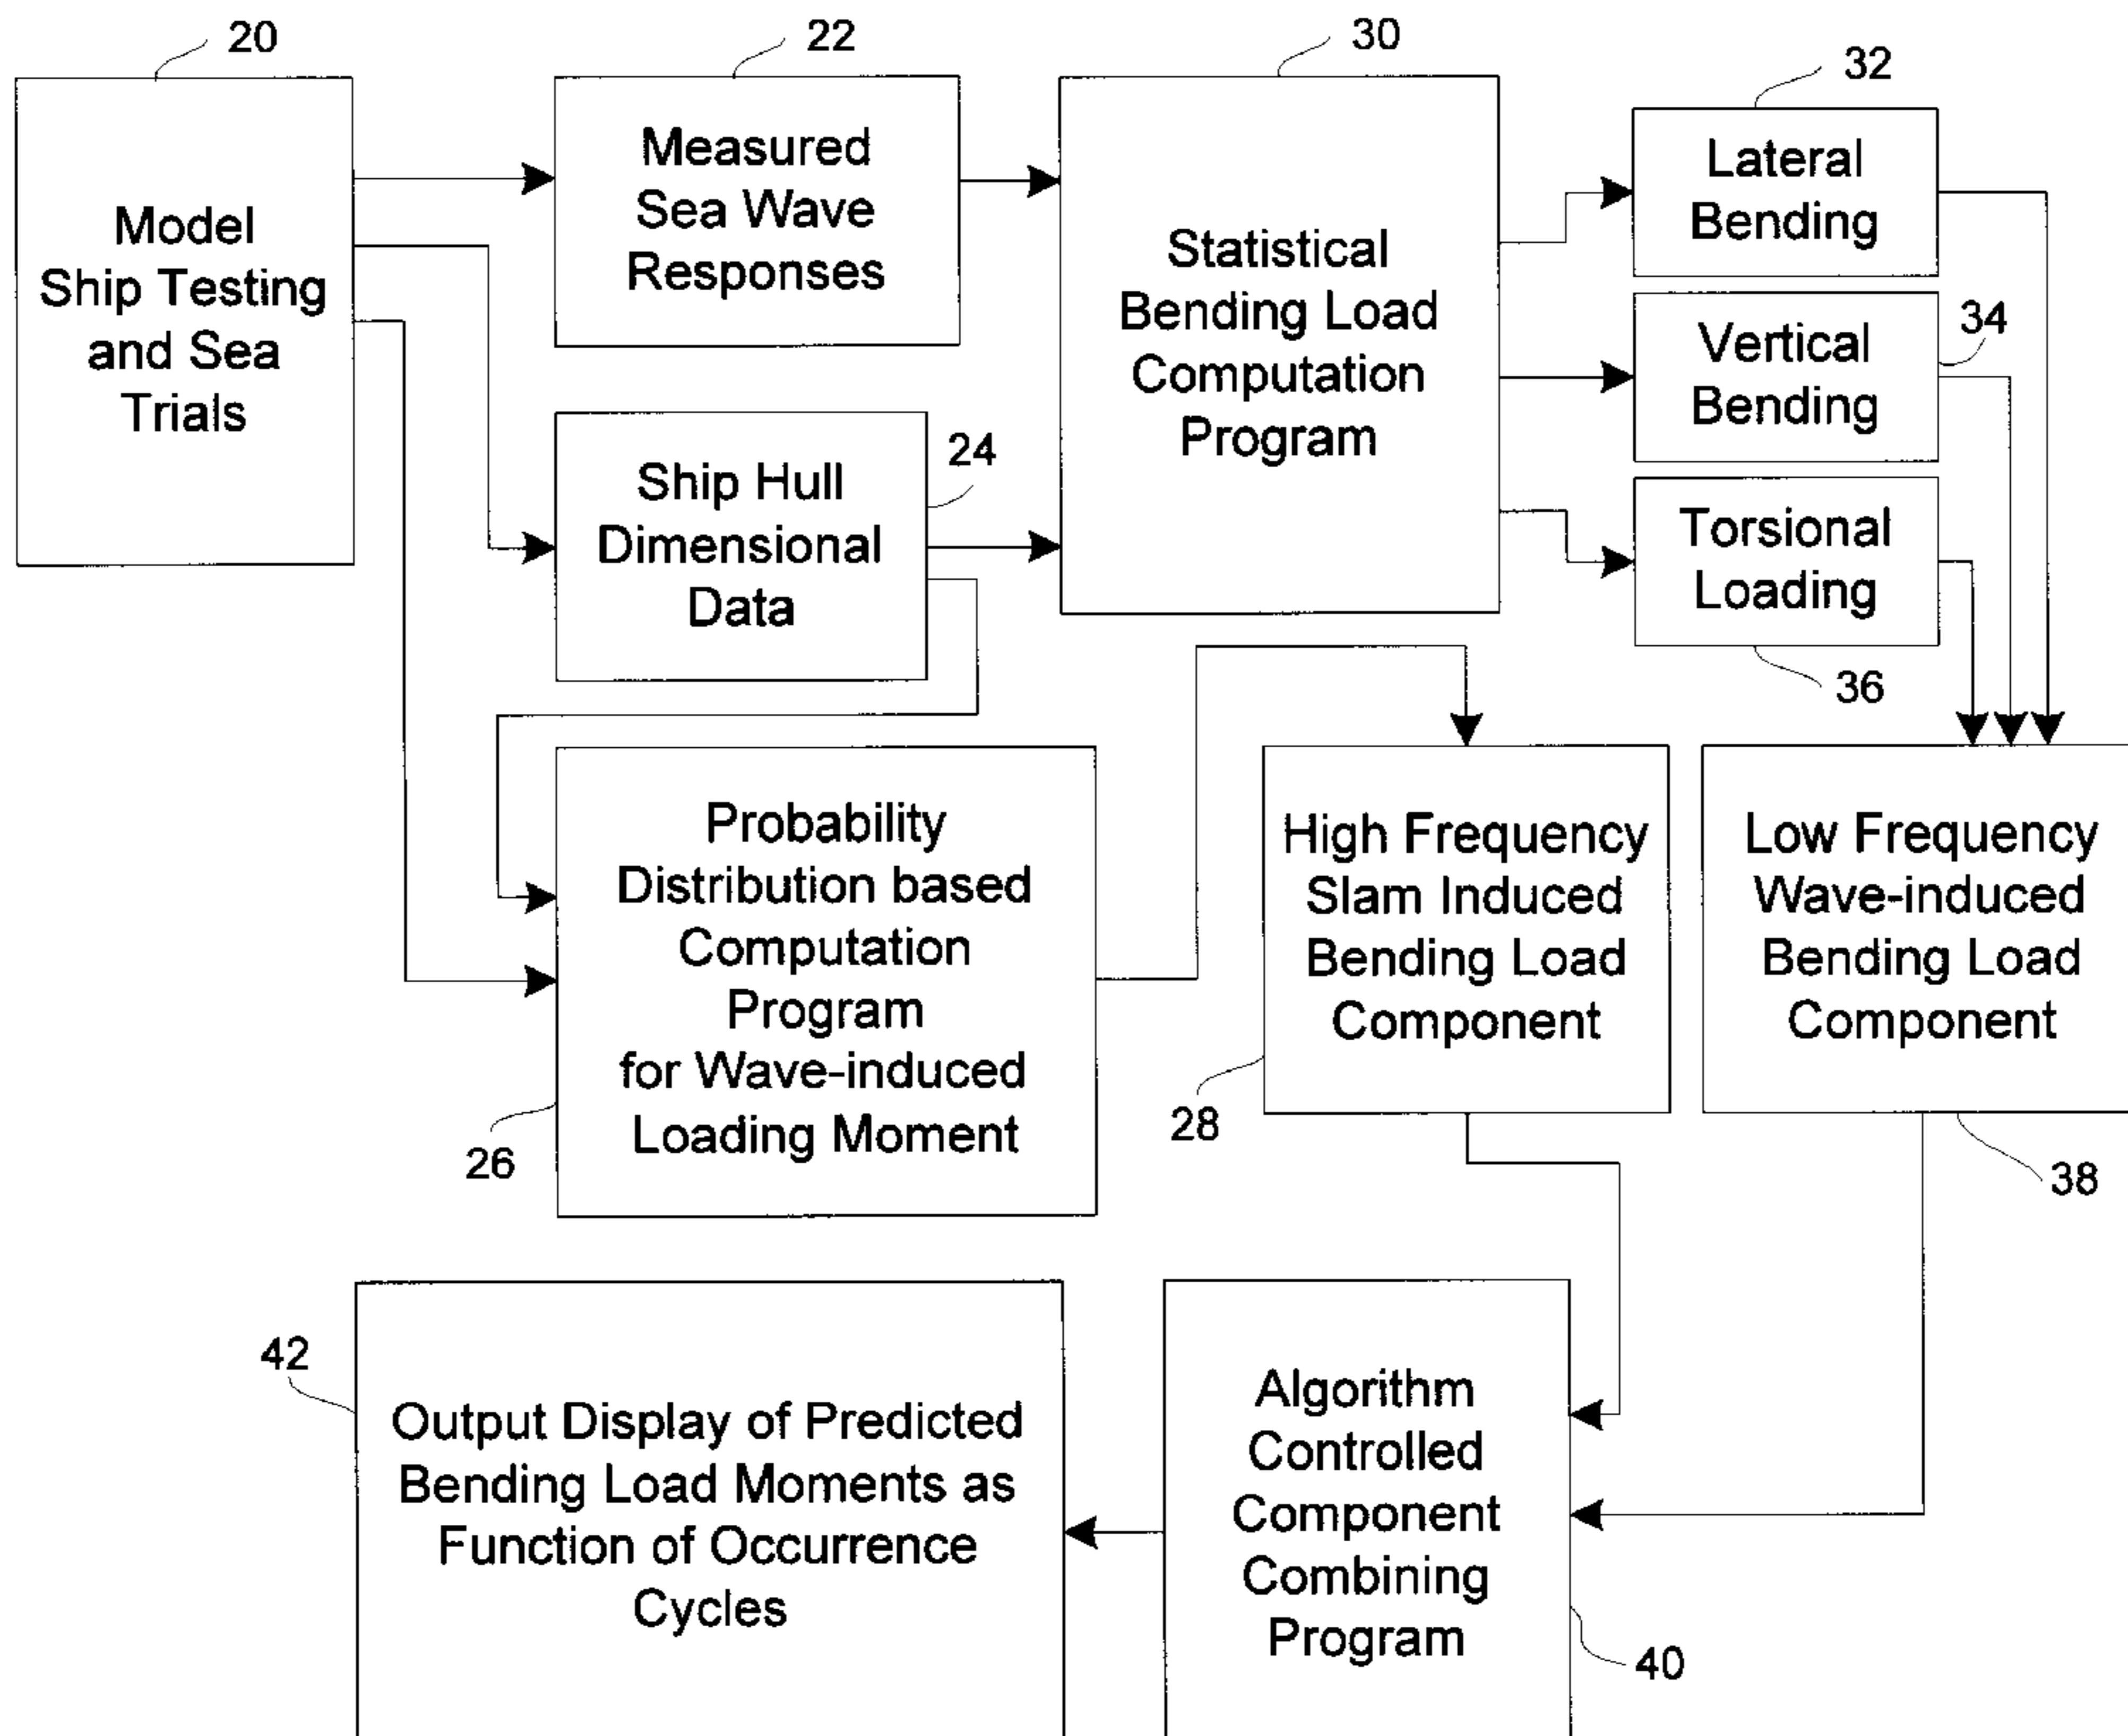 20
22
30
32
Model
Ship Testing
and Sea
Trials
Measured
Sea Wave
Responses
Statistical
Bending Load
Computation
Program
Lateral
Bending
34
Vertical
Bending
24
Ship Hull
Dimensional
Data
Torsional
Loading
36
Probability
Distribution based
Computation
Program
for Wave-induced
Loading Moment
26
High Frequency
Slam Induced
Bending Load
Component
28
Low Frequency
Wave-induced
Bending Load
Component
38
42
Output Display of Predicted
Bending Load Moments as
Function of Occurrence
Cycles
Algorithm
Controlled
Component
Combining
Program
40